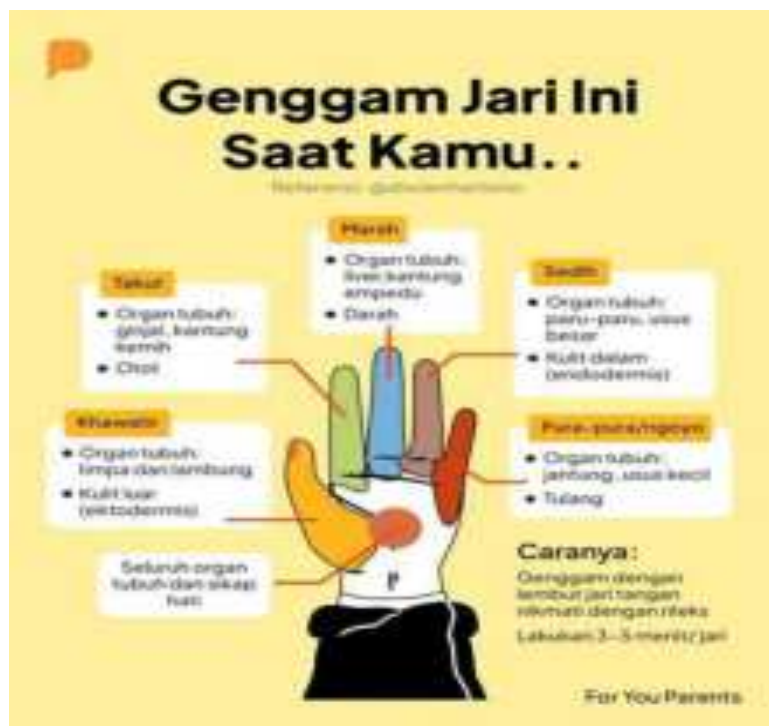 Genggam Jari Ini
Saat Kamu..
Marah
Organ tubuh:
liver, kantung
empedu
Darah
Takut
Organ tubuh:
ginjal, kantung
kemih
Otot
Sedih
Organ tubuh:
paru-paru, usus
besar
Kulit dalam
(endodermis)
Khawatir
Organ tubuh:
limpa dan lambung
Kulit luar
(ektodermis)
Pura-pura/ngoyo
Organ tubuh:
jantung, usus kecil
Tulang
Seluruh organ
tubuh dan sikap
hati
Caranya:
Genggam dengan
lembut jari tangan
nikmati dengan rileks
Lakukan 3-5 menit/ jari
For You Parents